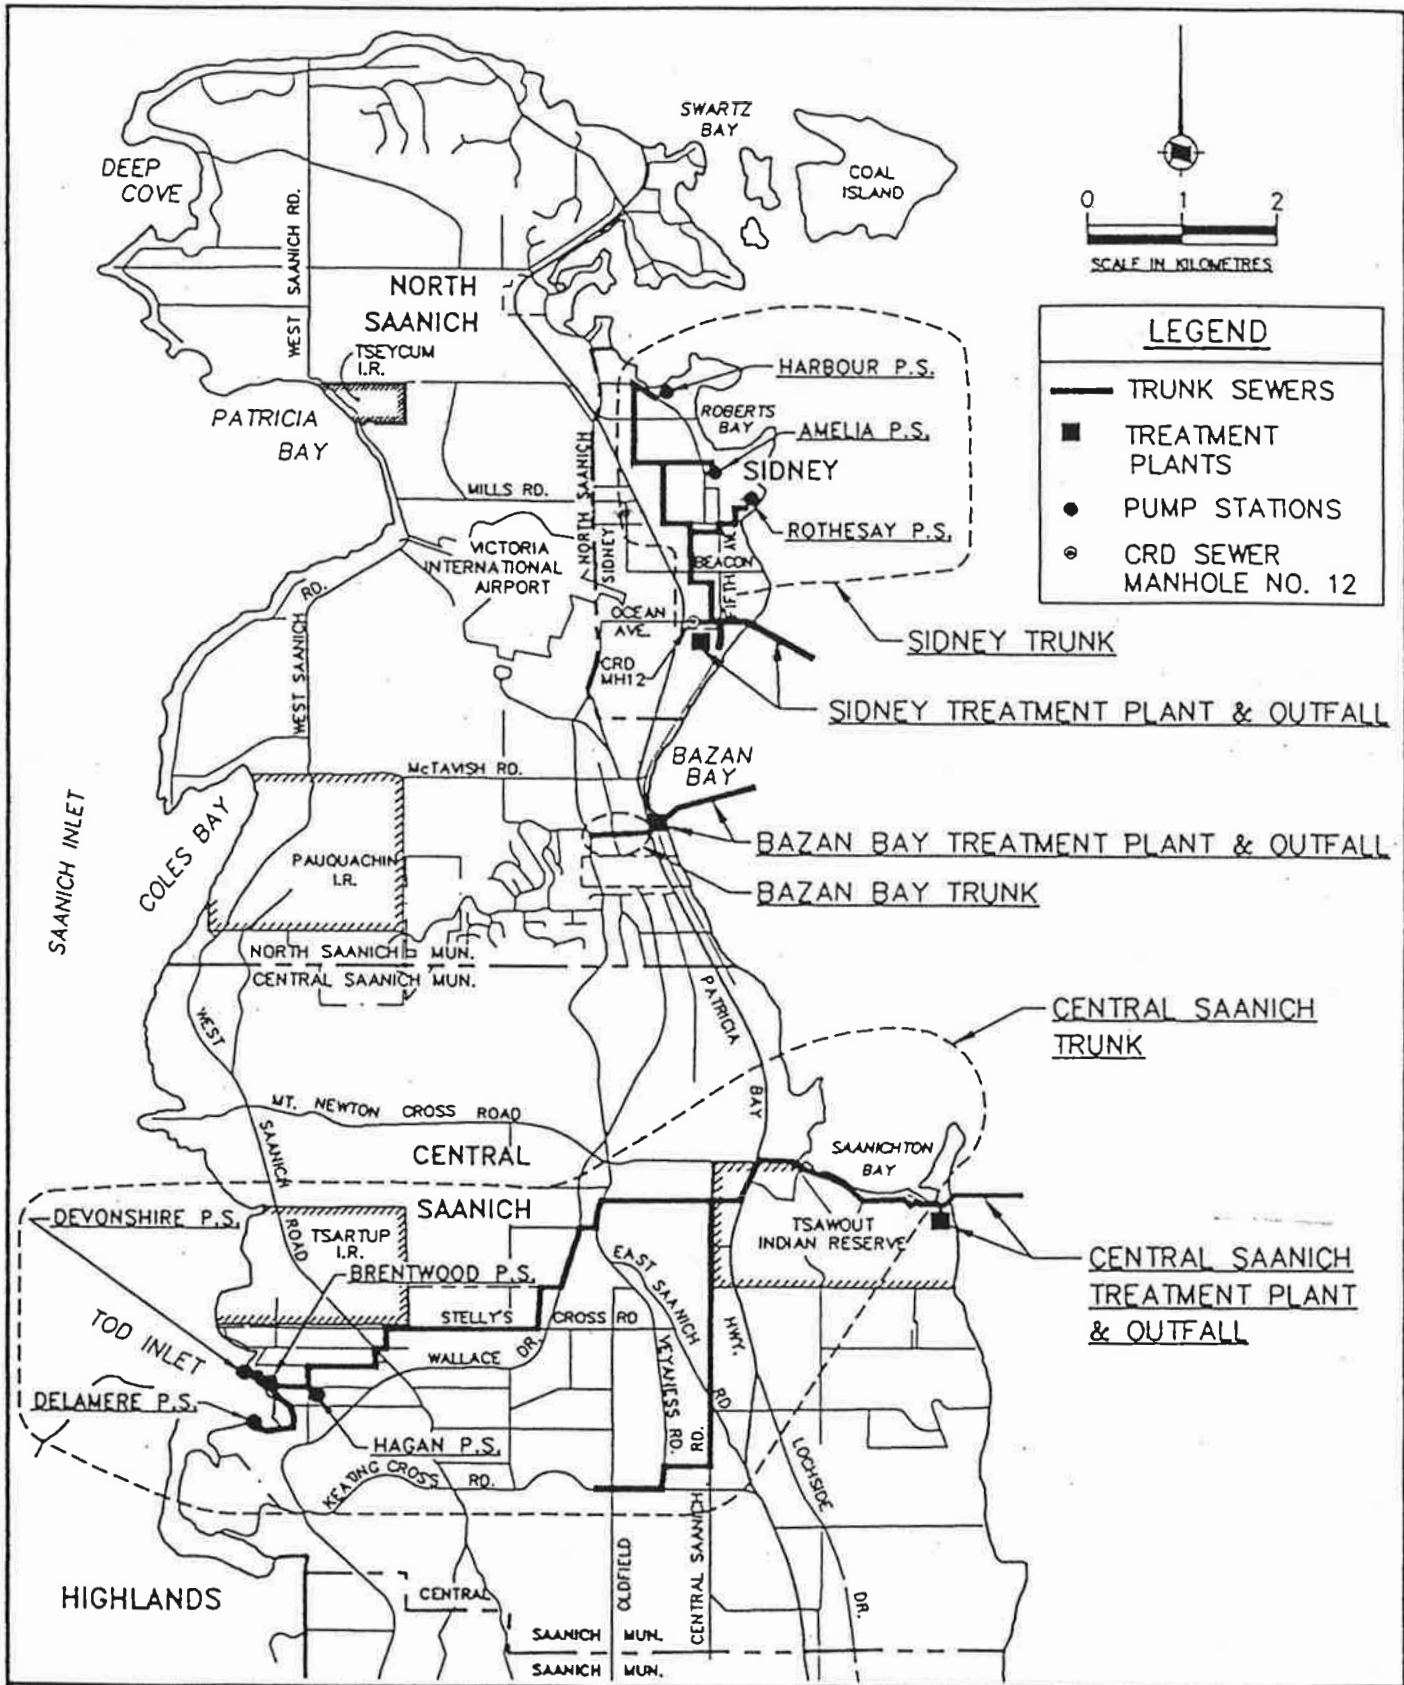 SWARTZ
BAY
COAL
ISLAND
DEEP
COVE
0 1 2
SCALE IN KILOMETRES
WEST SAANICH RD.
NORTH
SAANICH
TSEYCUM
I.R.
LEGEND
TRUNK SEWERS
TREATMENT
PLANTS
PUMP STATIONS
CRD SEWER
MANHOLE NO. 12
HARBOUR P.S.
PATRICIA
BAY
ROBERTS
BAY
AMELIA P.S.
SIDNEY
NORTH SAANICH
SIDNEY
MILLS RD.
ROTHESAY P.S.
VICTORIA
INTERNATIONAL
AIRPORT
BEACON
AV.
FIFTH
RD.
WEST SAANICH
OCEAN
AVE.
CRD
MH12
SIDNEY TRUNK
SIDNEY TREATMENT PLANT & OUTFALL
BAZAN
BAY
McTAVISH RD.
SAANICH INLET
COLES BAY
BAZAN BAY TREATMENT PLANT & OUTFALL
PAUQUACHIN
I.R.
BAZAN BAY TRUNK
NORTH SAANICH MUN.
CENTRAL SAANICH MUN.
WEST
SAANICH
ROAD
PATRICIA
BAY
HWY.
CENTRAL SAANICH
TRUNK
MT. NEWTON CROSS ROAD
CENTRAL
SAANICH
SAANICHTON
BAY
DEVONSHIRE P.S.
TSARTUP
I.R.
TSAWOUT
INDIAN RESERVE
BRENTWOOD P.S.
EAST SAANICH
RD
CENTRAL SAANICH
TREATMENT PLANT
& OUTFALL
STELLY'S CROSS RD
TOD INLET
WALLACE DR.
VEYANESS RD.
DELAMERE P.S.
HAGAN P.S.
KEATING CROSS RD.
LOCHSIDE
DR.
OLDFIELD
CENTRAL SAANICH
RD.
HIGHLANDS
CENTRAL
SAANICH MUN.
SAANICH MUN.